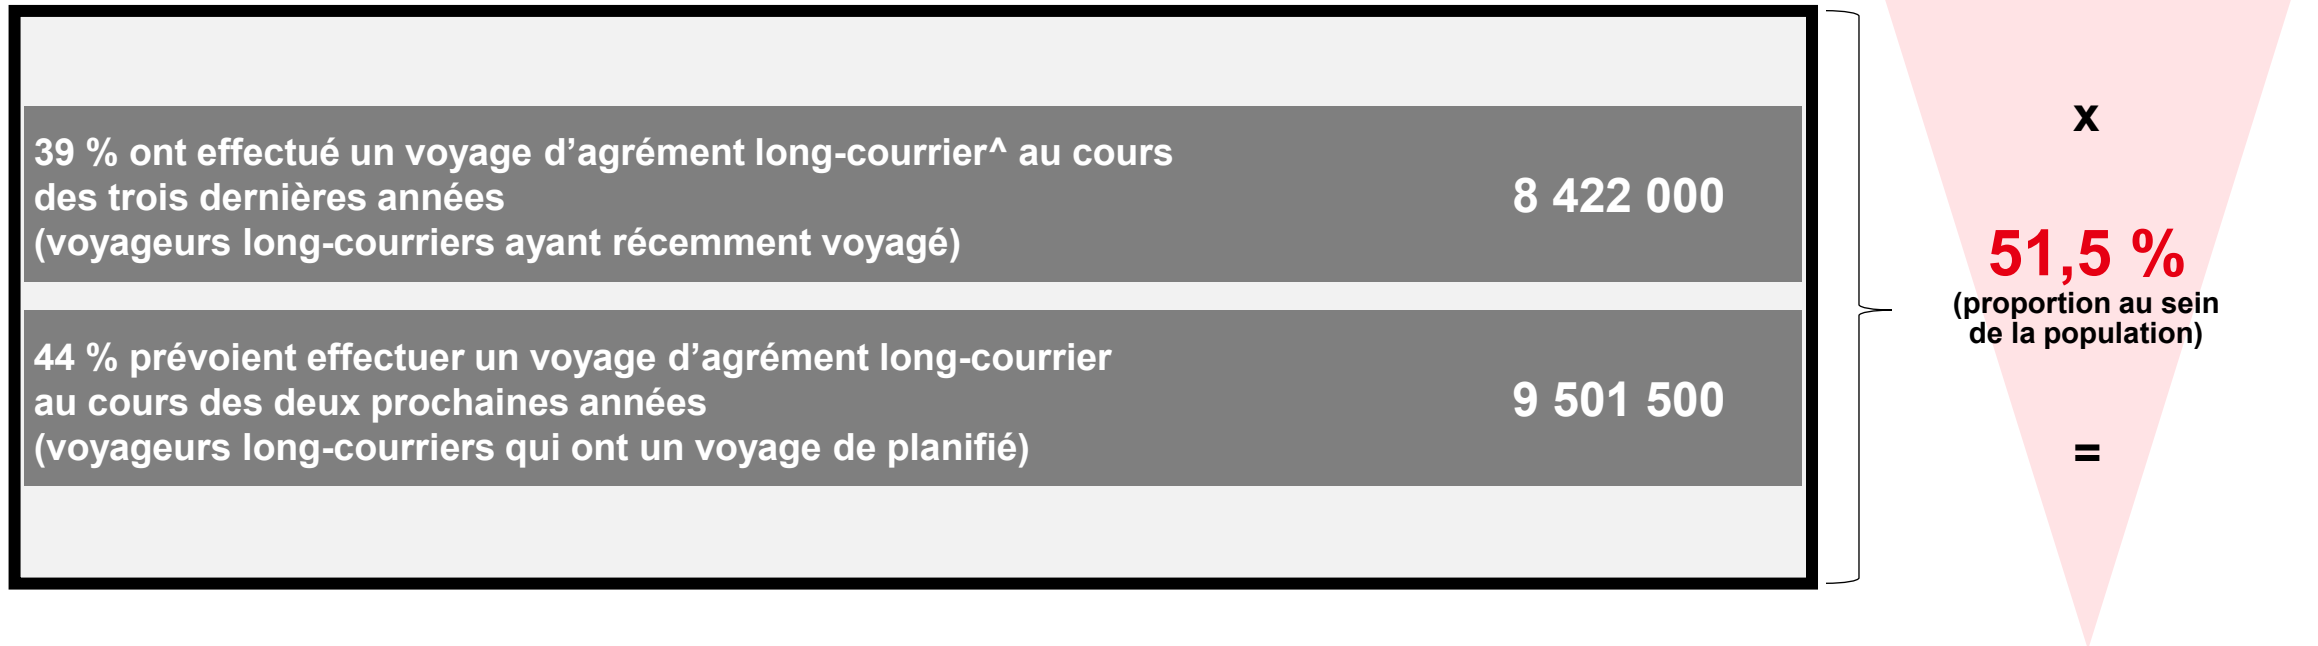 39 % ont effectué un voyage d’agrément long-courrier^ au cours
des trois dernières années
(voyageurs long-courriers ayant récemment voyagé)
8 422 000
44 % prévoient effectuer un voyage d’agrément long-courrier
au cours des deux prochaines années
(voyageurs long-courriers qui ont un voyage de planifié)
9 501 500
x
51,5 %
(proportion au sein
de la population)
=